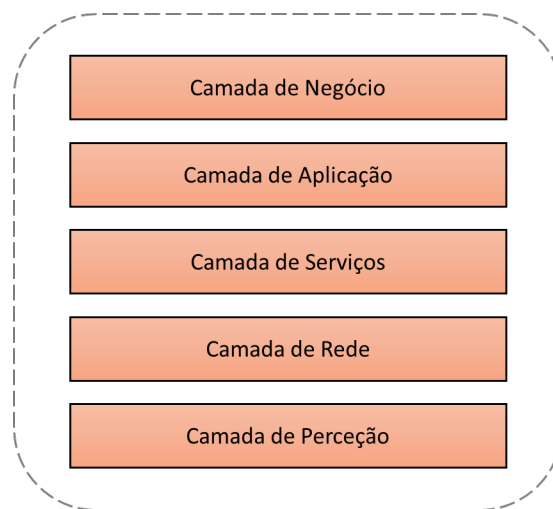 Camada de Negócio
Camada de Aplicação
Camada de Serviços
Camada de Rede
Camada de Perceção